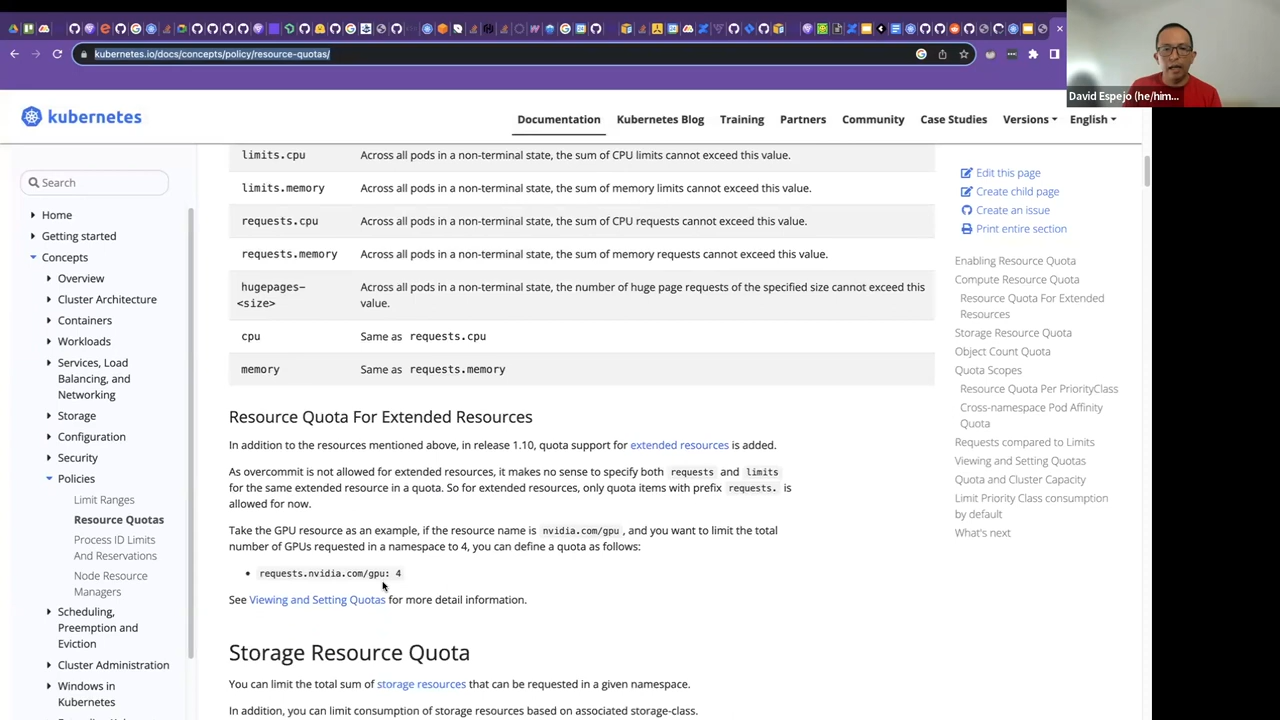 kubernetes.io/docs/concepts/policy/resource-quotas/
David Espejo (he/him...
kubernetes
Documentation
Kubernetes Blog
Training
Partners
Community
Case Studies
Versions
English
Search
Home
Getting started
Concepts
Overview
Cluster Architecture
Containers
Workloads
Services, Load
Balancing, and
Networking
Storage
Configuration
Security
Policies
Limit Ranges
Resource Quotas
Process ID Limits
And Reservations
Node Resource
Managers
Scheduling,
Preemption and
Eviction
Cluster Administration
Windows in
Kubernetes
limits.cpu Across all pods in a non-terminal state, the sum of CPU limits cannot exceed this value.
limits.memory Across all pods in a non-terminal state, the sum of memory limits cannot exceed this value.
requests.cpu Across all pods in a non-terminal state, the sum of CPU requests cannot exceed this value.
requests.memory Across all pods in a non-terminal state, the sum of memory requests cannot exceed this value.
hugepages- Across all pods in a non-terminal state, the number of huge page requests of the specified size cannot exceed this
<size> value.
cpu Same as requests.cpu
memory Same as requests.memory
Resource Quota For Extended Resources
In addition to the resources mentioned above, in release 1.10, quota support for extended resources is added.
As overcommit is not allowed for extended resources, it makes no sense to specify both requests and limits
for the same extended resource in a quota. So for extended resources, only quota items with prefix requests. is
allowed for now.
Take the GPU resource as an example, if the resource name is nvidia.com/gpu , and you want to limit the total
number of GPUs requested in a namespace to 4, you can define a quota as follows:
• requests.nvidia.com/gpu: 4
See Viewing and Setting Quotas for more detail information.
Storage Resource Quota
You can limit the total sum of storage resources that can be requested in a given namespace.
In addition, you can limit consumption of storage resources based on associated storage-class.
Edit this page
Create child page
Create an issue
Print entire section
Enabling Resource Quota
Compute Resource Quota
Resource Quota For Extended
Resources
Storage Resource Quota
Object Count Quota
Quota Scopes
Resource Quota Per PriorityClass
Cross-namespace Pod Affinity
Quota
Requests compared to Limits
Viewing and Setting Quotas
Quota and Cluster Capacity
Limit Priority Class consumption
by default
What's next